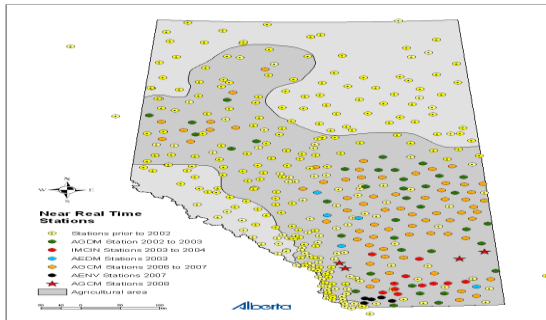 N
W E
S
Near Real Time
Stations
Stations prior to 2002
AGDM Station 2002 to 2003
IMCIN Stations 2003 to 2004
AEDM Stations 2003
AGCM Stations 2006 to 2007
AENV Stations 2007
AGCM Stations 2008
Agricultural area
Alberta